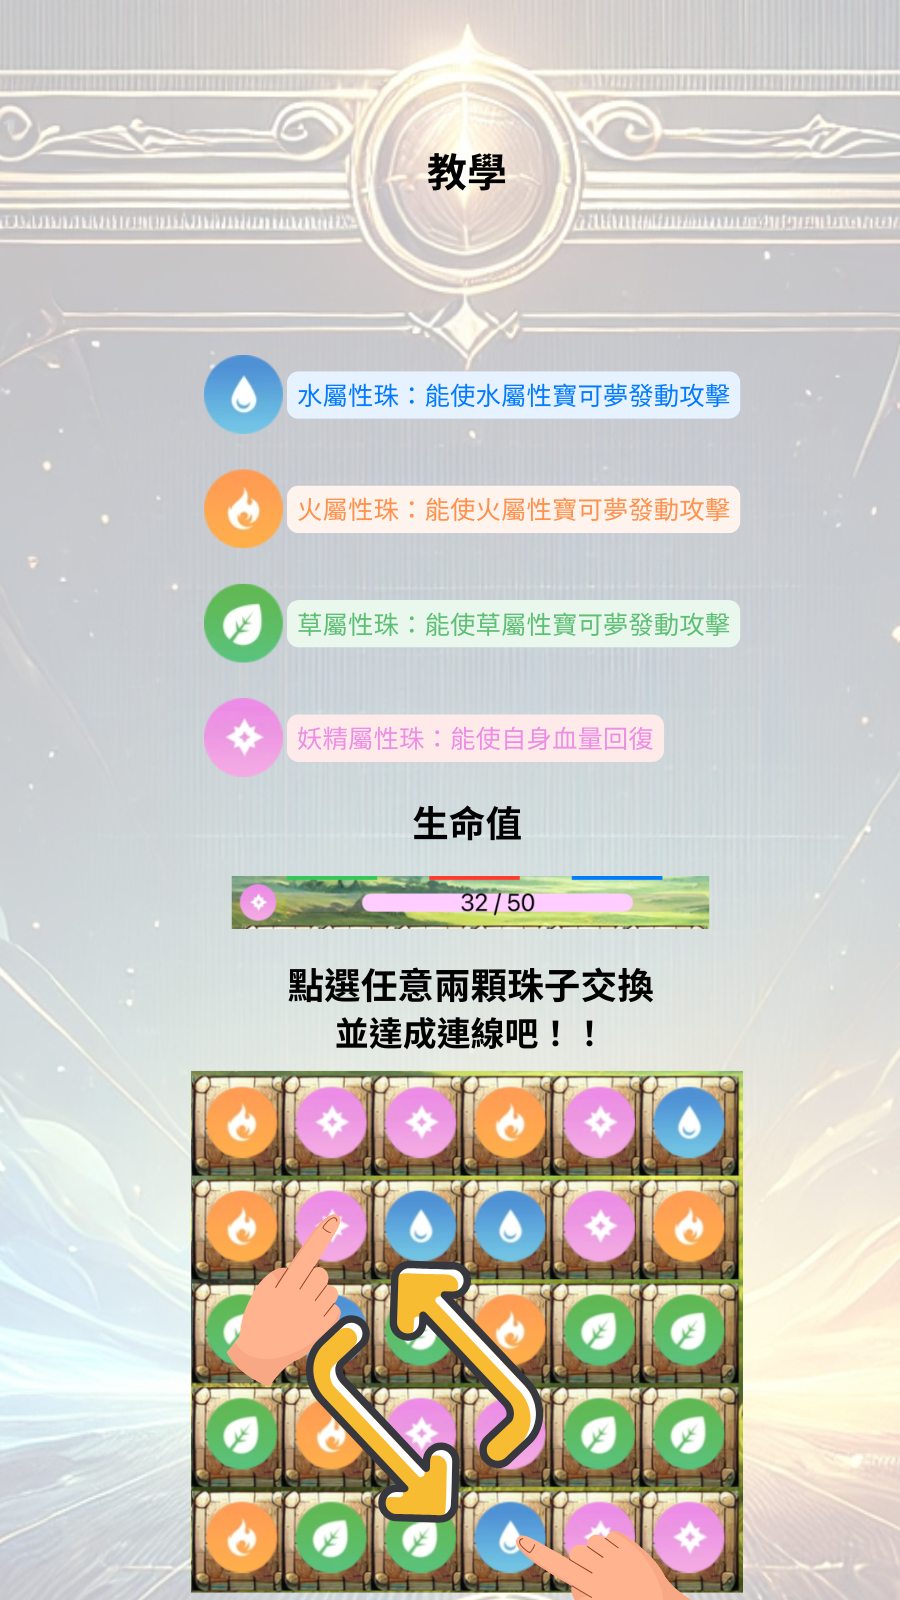 教學
水屬性珠：能使水屬性寶可夢發動攻擊
火屬性珠：能使火屬性寶可夢發動攻擊
草屬性珠：能使草屬性寶可夢發動攻擊
妖精屬性珠：能使自身血量回復
生命值
32 / 50
點選任意兩顆珠子交換
並達成連線吧！！